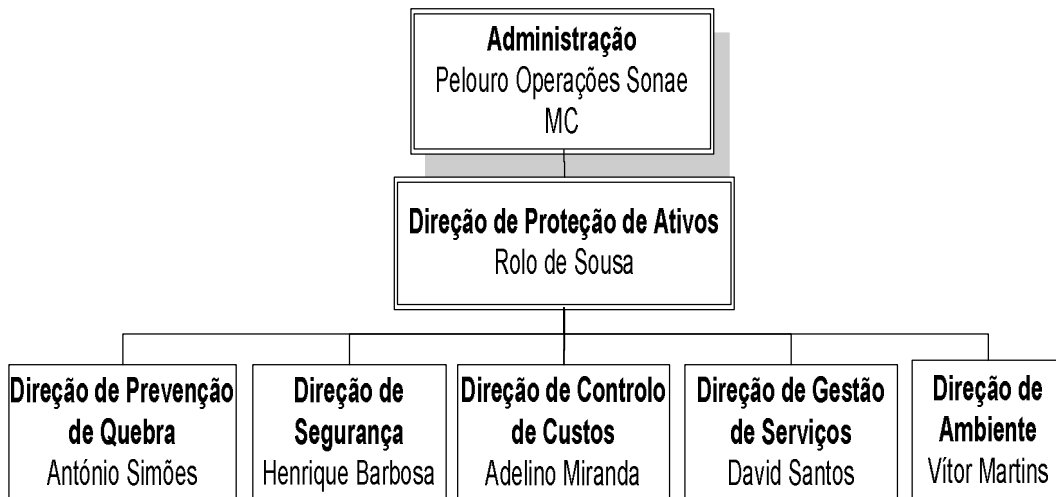 Administração
Pelouro Operações Sonae
MC
Direção de Proteção de Ativos
Rolo de Sousa
Direção de Prevenção
de Quebra
António Simões
Direção de
Segurança
Henrique Barbosa
Direção de Controlo
de Custos
Adelino Miranda
Direção de Gestão
de Serviços
David Santos
Direção de
Ambiente
Vítor Martins